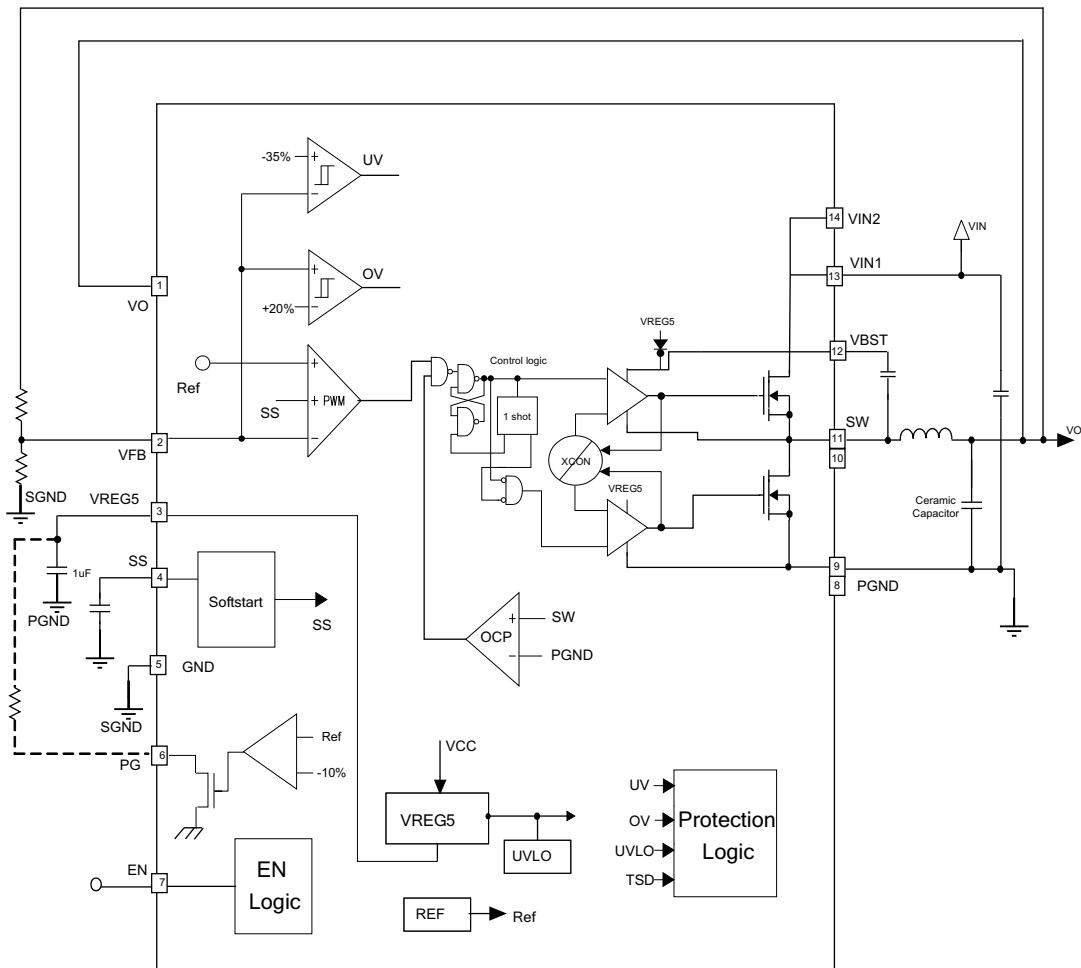 -35%
+
-
UV
+
+20%
-
OV
1
VO
Ref
SS
+
+
-
PWM
2
VFB
SGND
VREG5
3
1uF
PGND
SS
4
Softstart
SS
5
GND
SGND
6
PG
Ref
-10%
7
EN
EN
Logic
VCC
VREG5
UVLO
REF
Ref
Control logic
1 shot
XCON
VREG5
VREG5
OCP
+
-
SW
PGND
UV
OV
UVLO
TSD
Protection
Logic
14
VIN2
13
VIN1
VIN
12
VBST
11
SW
10
9
8
PGND
Ceramic
Capacitor
VO